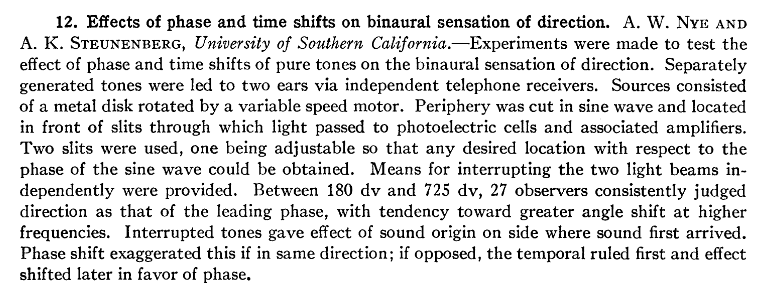 12. Effects of phase and time shifts on binaural sensation of direction. A. W. NYE AND
A. K. STEUNENBERG, University of Southern California.—Experiments were made to test the
effect of phase and time shifts of pure tones on the binaural sensation of direction. Separately
generated tones were led to two ears via independent telephone receivers. Sources consisted
of a metal disk rotated by a variable speed motor. Periphery was cut in sine wave and located
in front of slits through which light passed to photoelectric cells and associated amplifiers.
Two slits were used, one being adjustable so that any desired location with respect to the
phase of the sine wave could be obtained. Means for interrupting the two light beams in-
dependently were provided. Between 180 dv and 725 dv, 27 observers consistently judged
direction as that of the leading phase, with tendency toward greater angle shift at higher
frequencies. Interrupted tones gave effect of sound origin on side where sound first arrived.
Phase shift exaggerated this if in same direction; if opposed, the temporal ruled first and effect
shifted later in favor of phase.